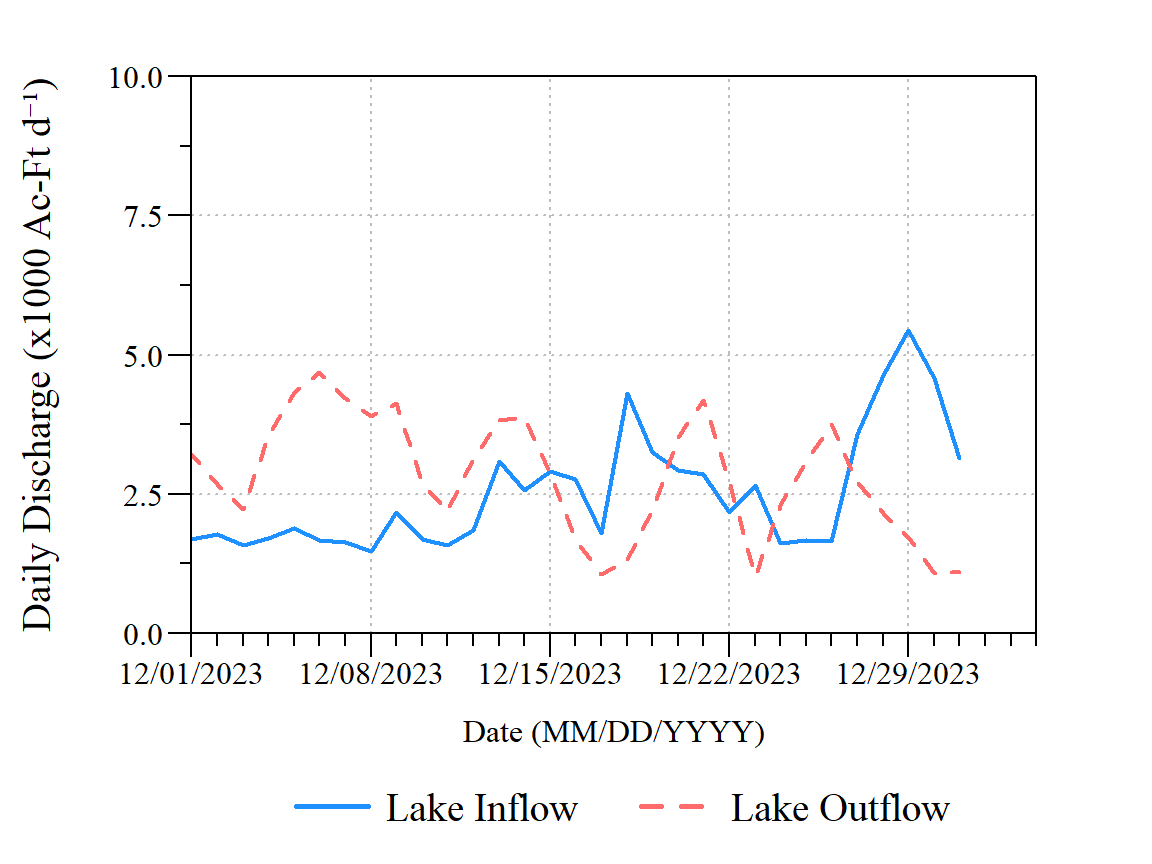 Daily Discharge (x1000 Ac-Ft d⁻¹)
10.0
7.5
5.0
2.5
0.0
12/01/2023 12/08/2023 12/15/2023 12/22/2023 12/29/2023
Date (MM/DD/YYYY)
Lake Inflow Lake Outflow